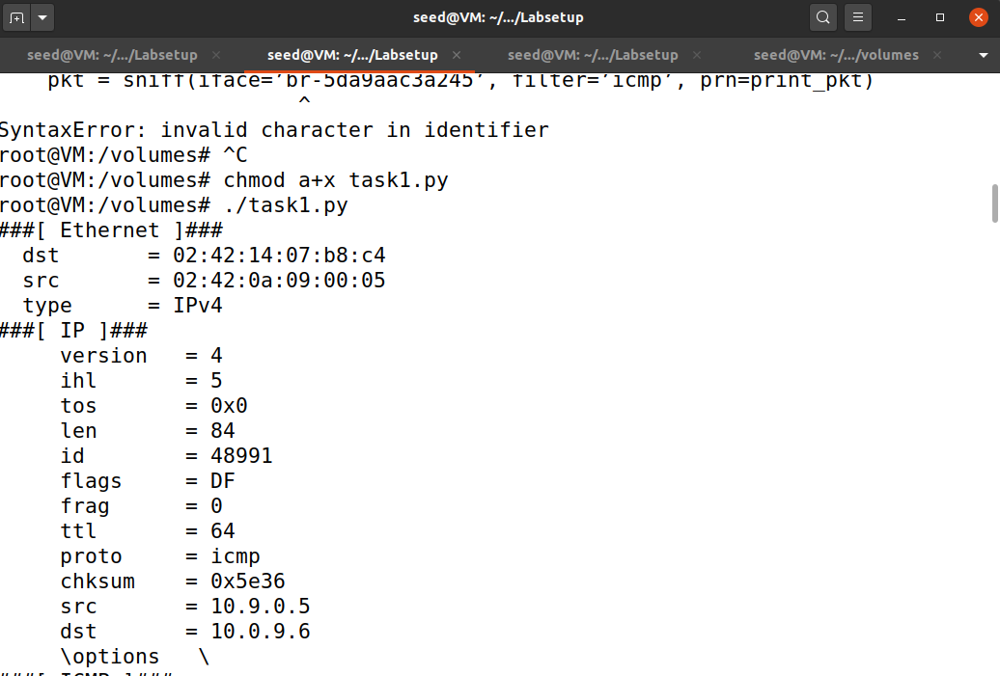 seed@VM: ~/.../Labsetup
seed@VM: ~/.../Labsetup
seed@VM: ~/.../Labsetup
seed@VM: ~/.../Labsetup
seed@VM: ~/.../volumes
pkt = sniff(iface=’br-5da9aac3a245’, filter=’icmp’, prn=print_pkt)
^
SyntaxError: invalid character in identifier
root@VM:/volumes# ^C
root@VM:/volumes# chmod a+x task1.py
root@VM:/volumes# ./task1.py
###[ Ethernet ]###
dst = 02:42:14:07:b8:c4
src = 02:42:0a:09:00:05
type = IPv4
###[ IP ]###
version = 4
ihl = 5
tos = 0x0
len = 84
id = 48991
flags = DF
frag = 0
ttl = 64
proto = icmp
chksum = 0x5e36
src = 10.9.0.5
dst = 10.0.9.6
\options \
###[ ICMP ]###